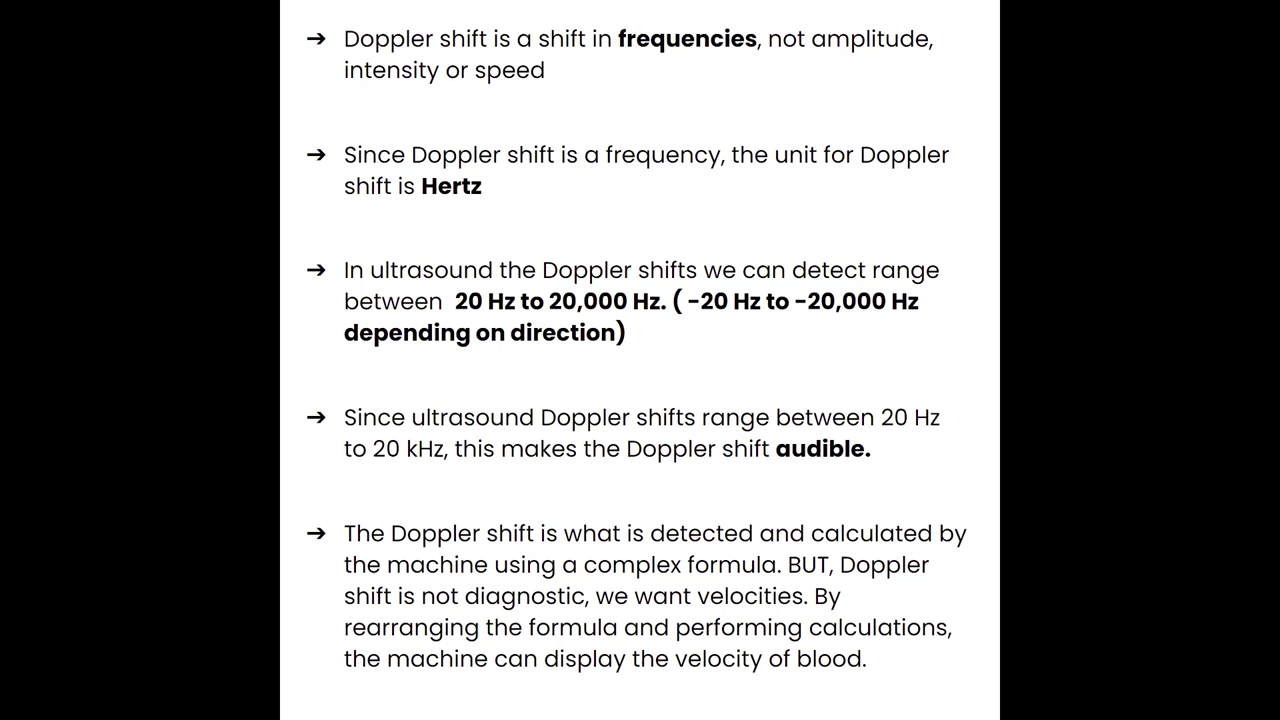 ➔ Doppler shift is a shift in frequencies, not amplitude,
intensity or speed
➔ Since Doppler shift is a frequency, the unit for Doppler
shift is Hertz
➔ In ultrasound the Doppler shifts we can detect range
between 20 Hz to 20,000 Hz. ( -20 Hz to -20,000 Hz
depending on direction)
➔ Since ultrasound Doppler shifts range between 20 Hz
to 20 kHz, this makes the Doppler shift audible.
➔ The Doppler shift is what is detected and calculated by
the machine using a complex formula. BUT, Doppler
shift is not diagnostic, we want velocities. By
rearranging the formula and performing calculations,
the machine can display the velocity of blood.